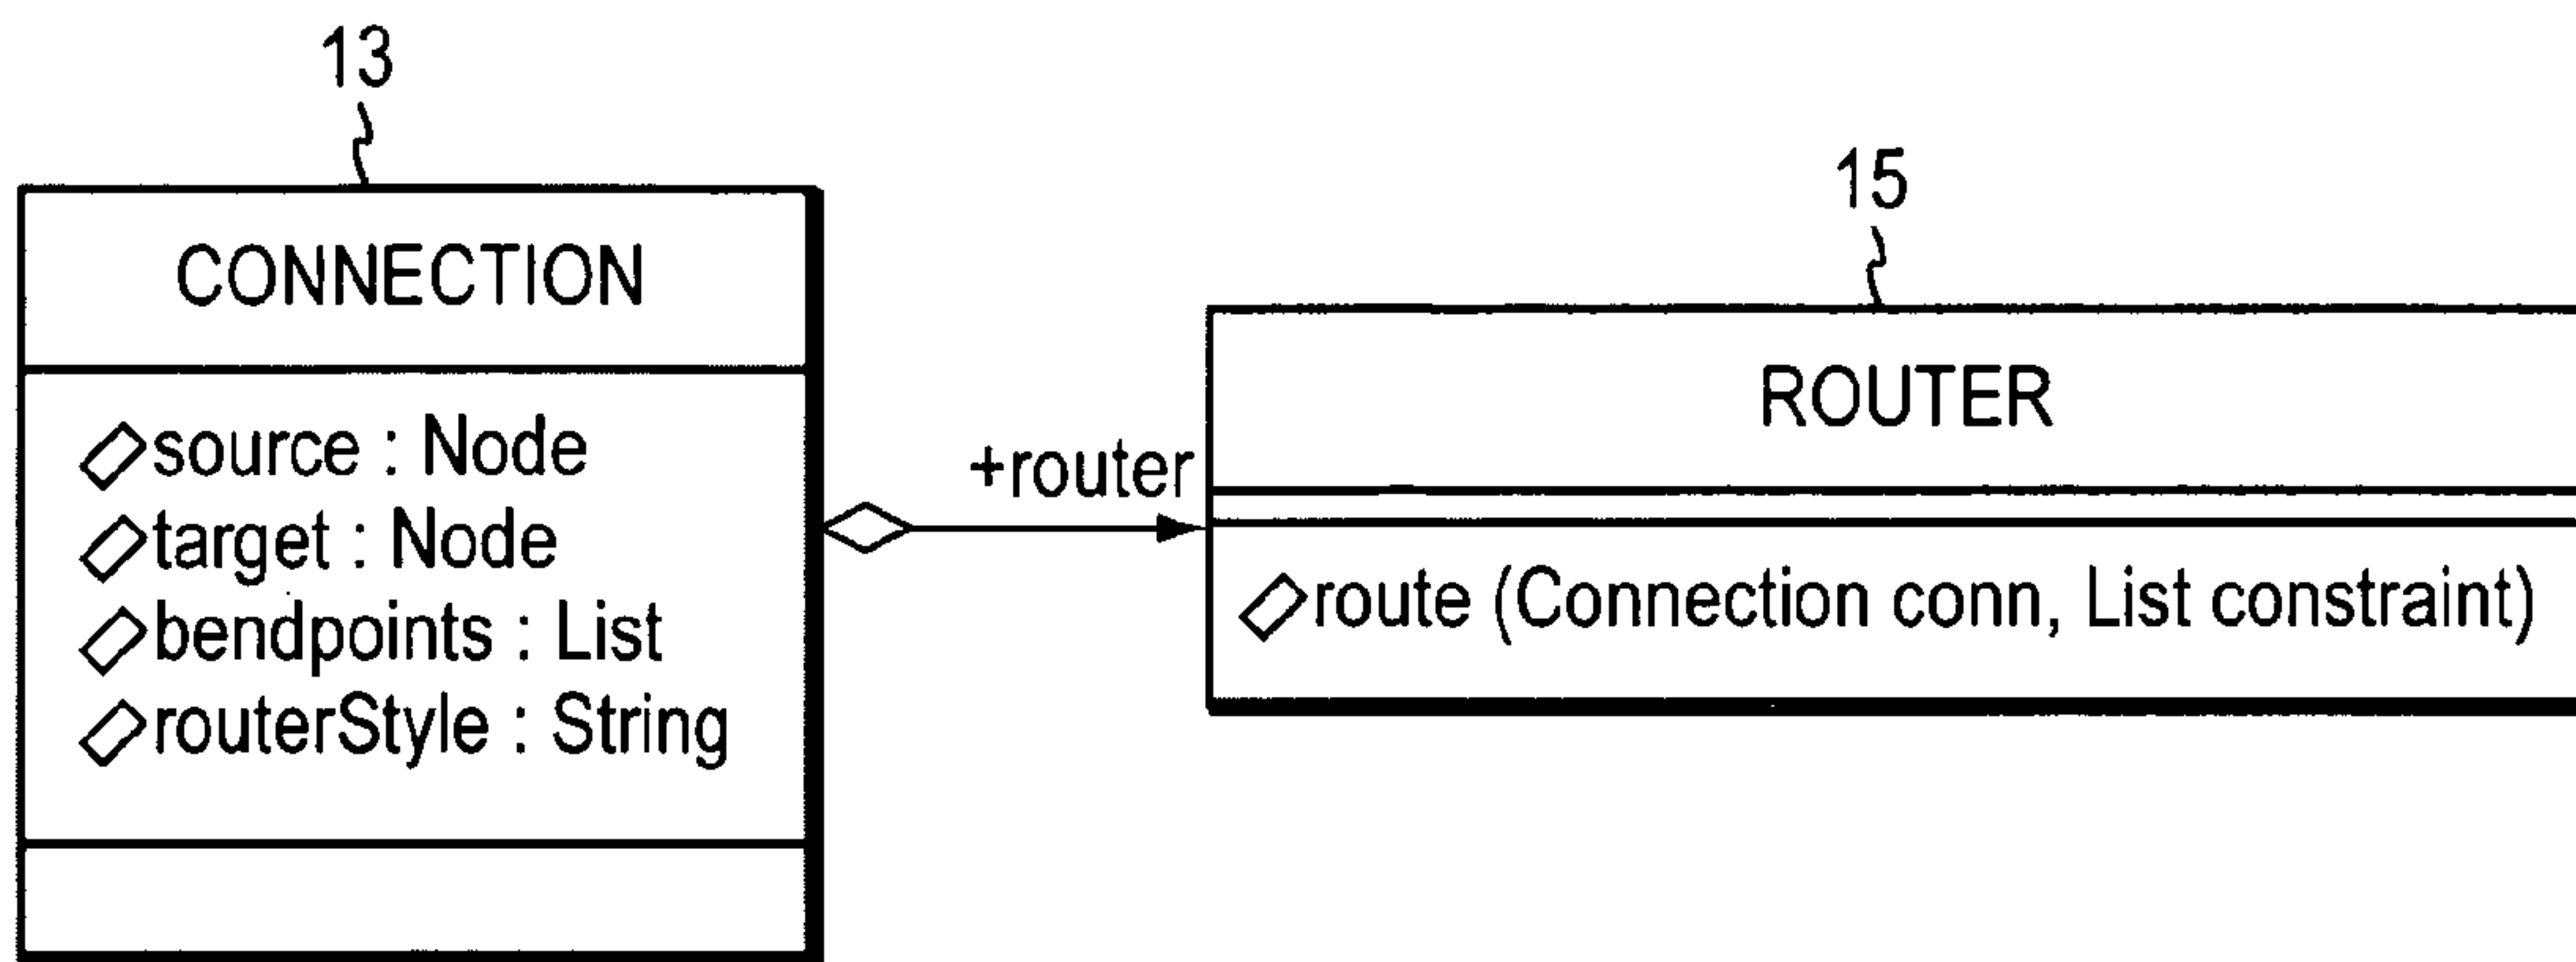 13
CONNECTION
source : Node
target : Node
bendpoints : List
routerStyle : String
+router
15
ROUTER
route (Connection conn, List constraint)